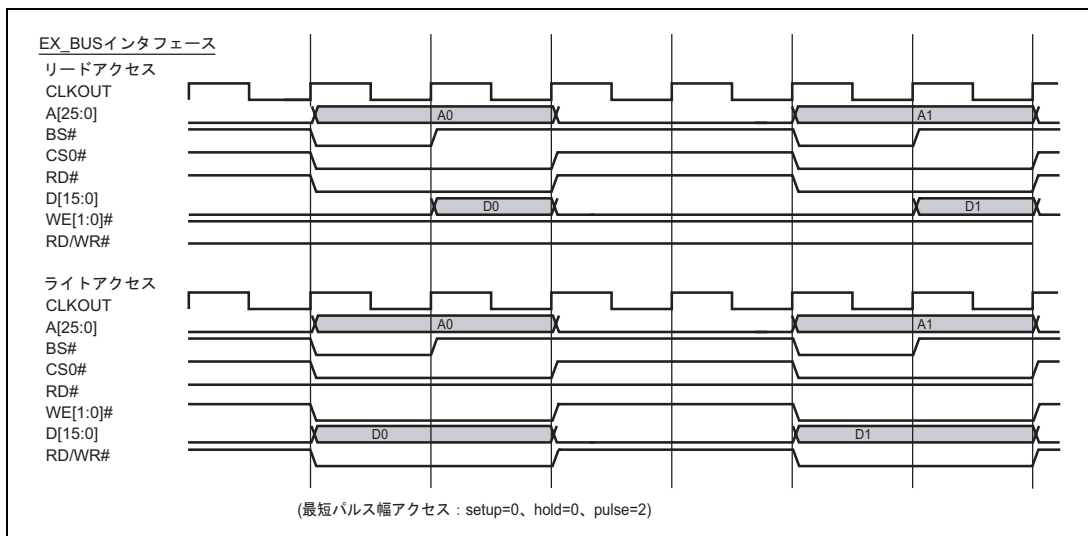 EX_BUSインタフェース
リードアクセス
CLKOUT
A[25:0]
A0
A1
BS#
CS0#
RD#
D[15:0]
D0
D1
WE[1:0]#
RD/WR#
ライトアクセス
CLKOUT
A[25:0]
A0
A1
BS#
CS0#
RD#
WE[1:0]#
D[15:0]
D0
D1
RD/WR#
(最短パルス幅アクセス：setup=0、hold=0、pulse=2)